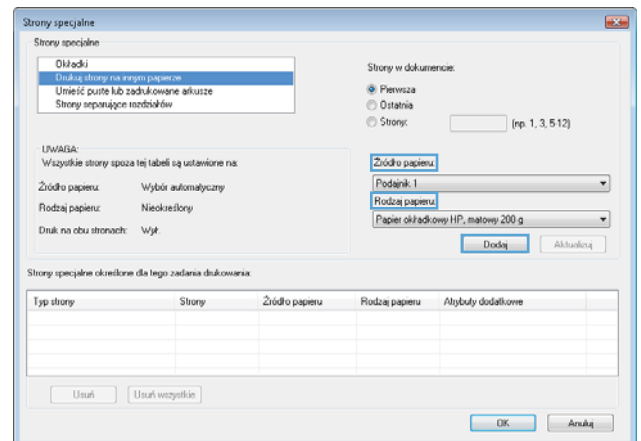 Strony specjalne
Strony specjalne
Okładki
Drukuj strony na innym papierze
Umieść puste lub zadrukowane arkusze
Strony separujące rozdziałów
Strony w dokumencie:
Pierwsza
Ostatnia
Strony:
(np. 1, 3, 5-12)
UWAGA:
Wszystkie strony spoza tej tabeli są ustawione na:
Źródło papieru: Wybór automatyczny
Rodzaj papieru: Nieokreślony
Druk na obu stronach: Wył.
Źródło papieru:
Podajnik 1
Rodzaj papieru:
Papier okładkowy HP, matowy 200 g
Dodaj Aktualizuj
Strony specjalne określone dla tego zadania drukowania:
Typ strony Strony Źródło papieru Rodzaj papieru Atrybuty dodatkowe
Usuń Usuń wszystkie
OK Anuluj